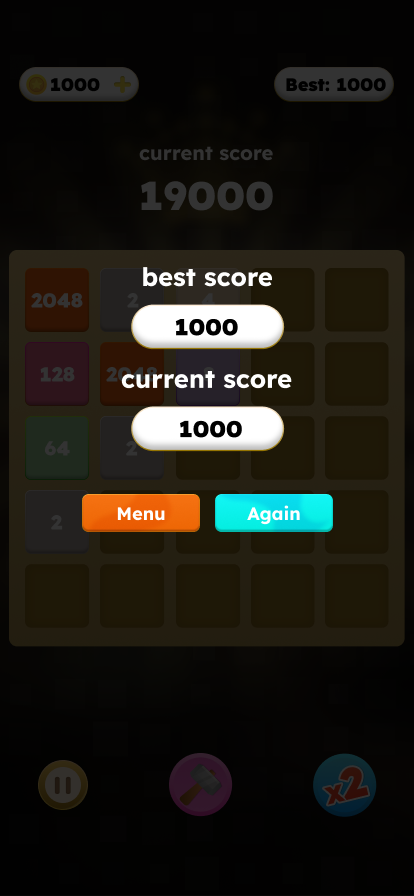 1000
Best: 1000
current score
19000
best score
1000
current score
1000
2048 2 4
128 2048
64 2
2
Menu Again
x2